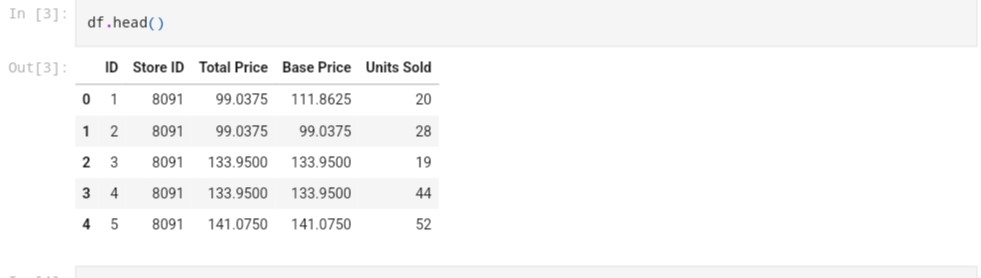 In [3]:
df.head()
Out[3]:
ID Store ID Total Price Base Price Units Sold
0 1 8091 99.0375 111.8625 20
1 2 8091 99.0375 99.0375 28
2 3 8091 133.9500 133.9500 19
3 4 8091 133.9500 133.9500 44
4 5 8091 141.0750 141.0750 52